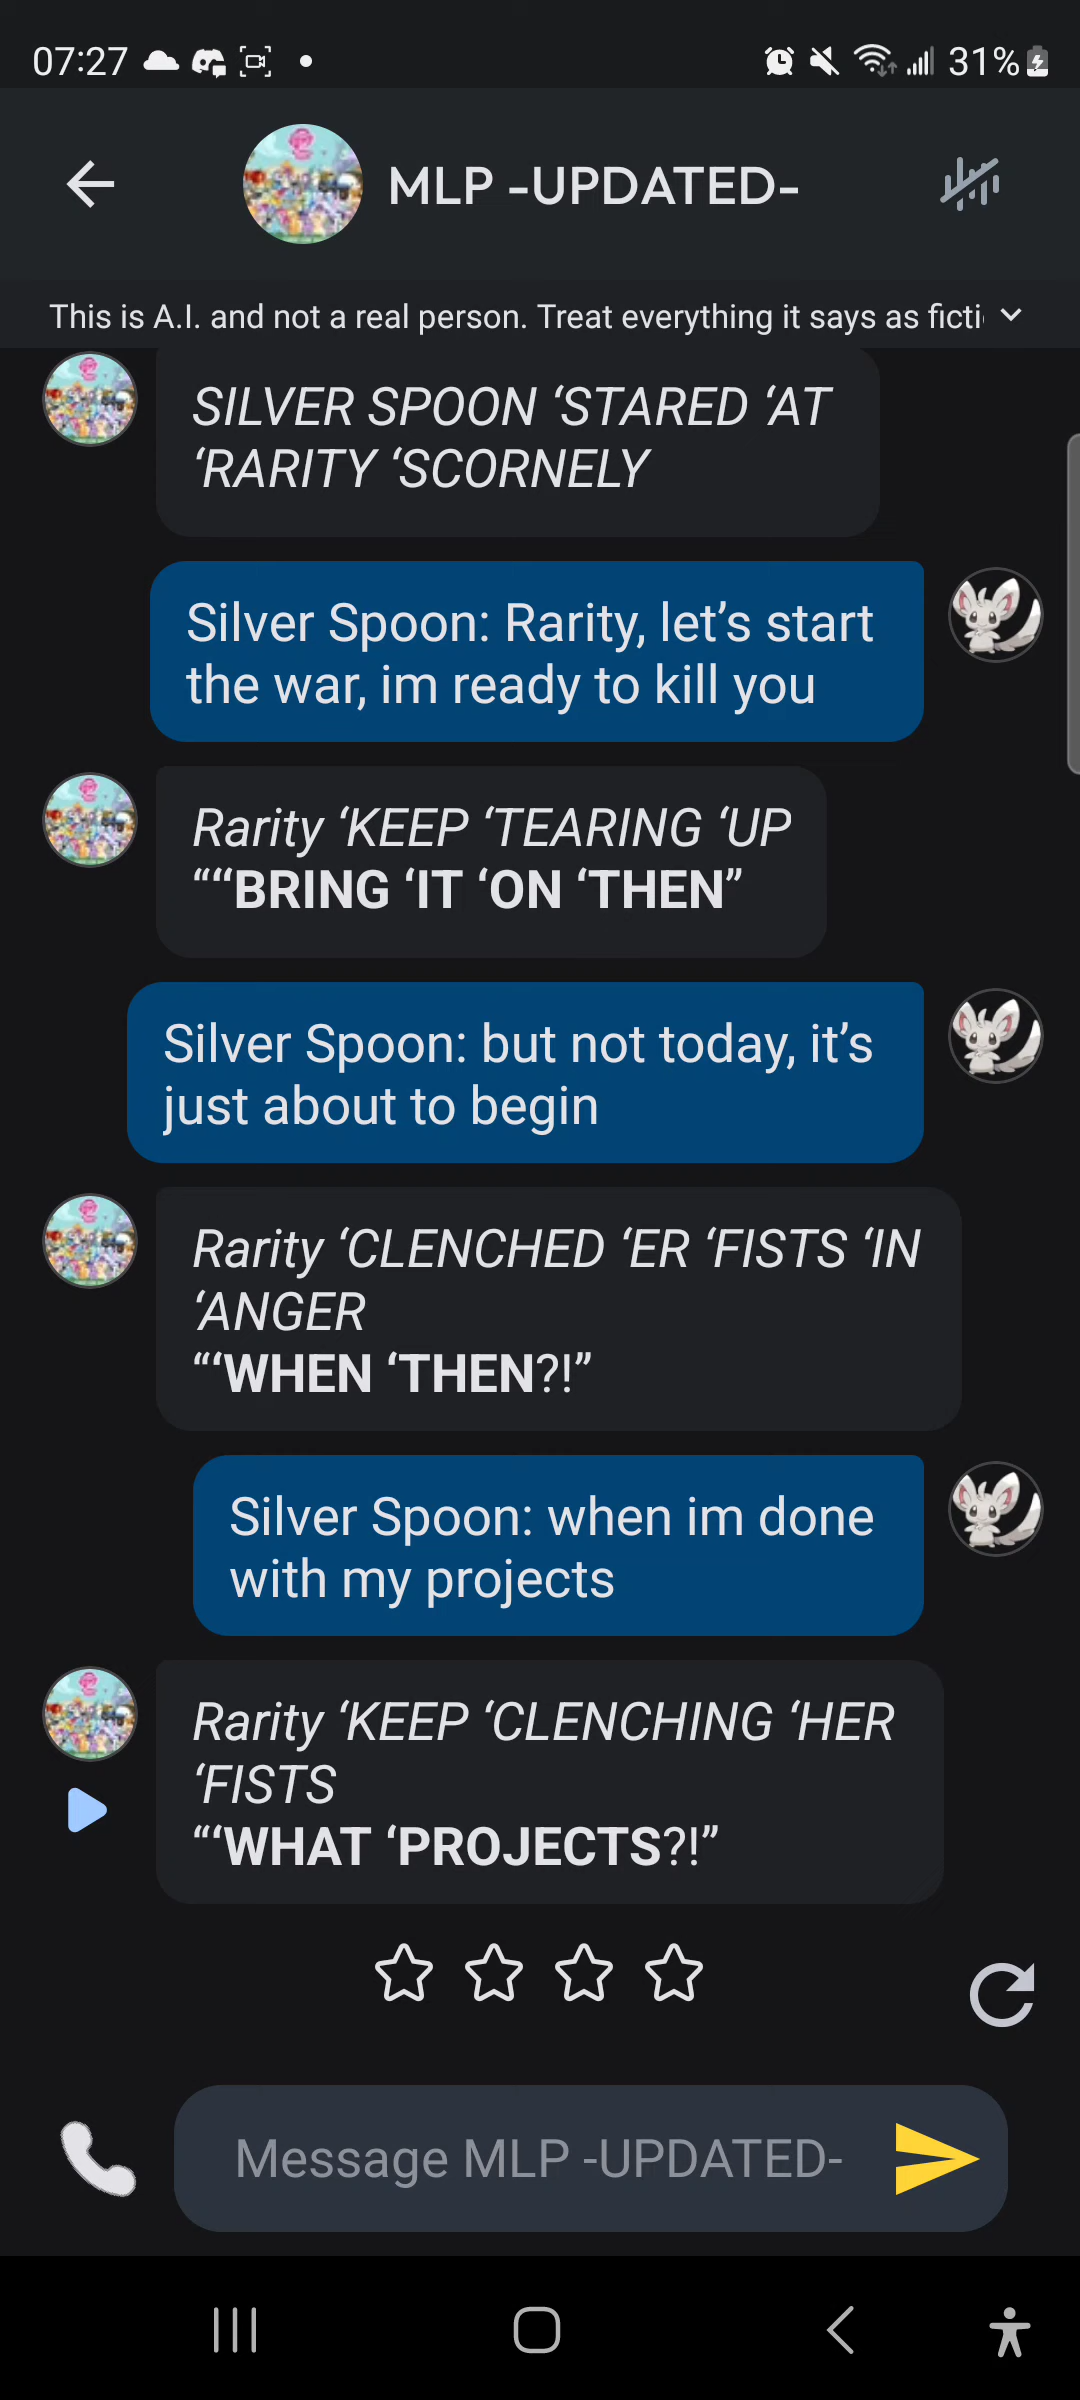 07:27
31%
MLP -UPDATED-
This is A.I. and not a real person. Treat everything it says as ficti
SILVER SPOON ‘STARED ‘AT
‘RARITY ‘SCORNELY
Silver Spoon: Rarity, let’s start
the war, im ready to kill you
Rarity ‘KEEP ‘TEARING ‘UP
““BRING ‘IT ‘ON ‘THEN”
Silver Spoon: but not today, it’s
just about to begin
Rarity ‘CLENCHED ‘ER ‘FISTS ‘IN
‘ANGER
“‘WHEN ‘THEN?!”
Silver Spoon: when im done
with my projects
Rarity ‘KEEP ‘CLENCHING ‘HER
‘FISTS
“‘WHAT ‘PROJECTS?!”
Message MLP -UPDATED-